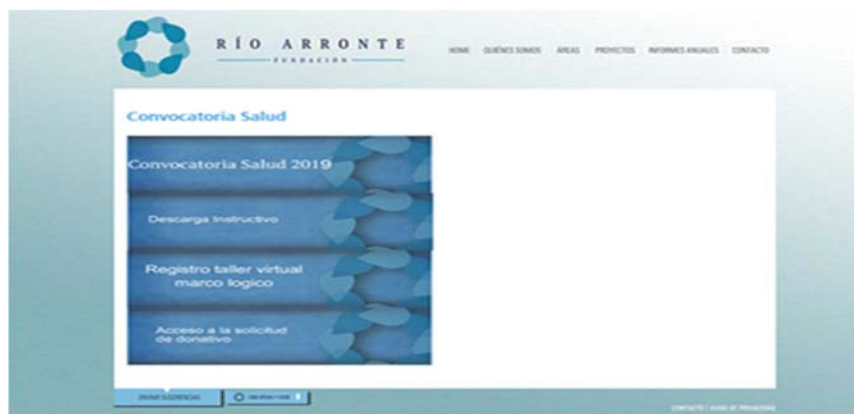 RÍO ARRONTE
FUNDACIÓN
HOME QUIÉNES SOMOS ÁREAS PROYECTOS INFORMES ANUALES CONTACTO
Convocatoria Salud
Convocatoria Salud 2019
Descarga Instructivo
Registro taller virtual
marco logico
Acceso a la solicitud
de donativo
ENVIAR SUGERENCIAS
CONTACTO | AVISO DE PRIVACIDAD